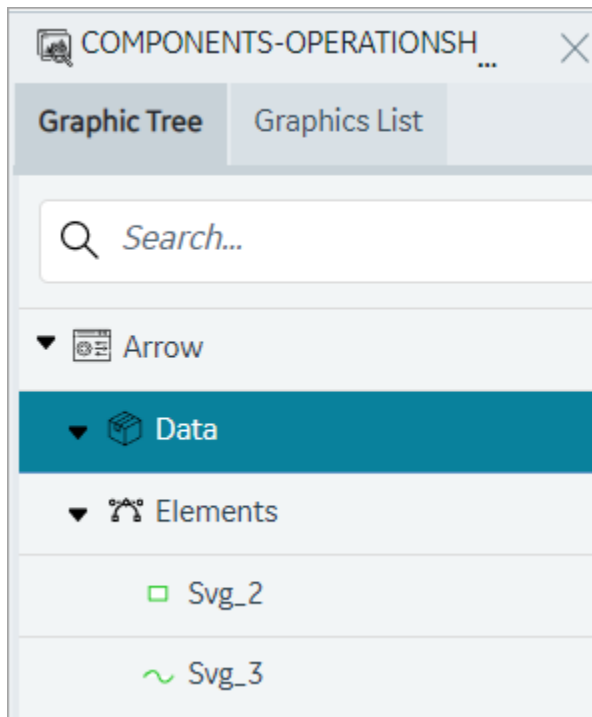 COMPONENTS-OPERATIONSH...
Graphic Tree Graphics List
Search...
Arrow
Data
Elements
Svg_2
Svg_3